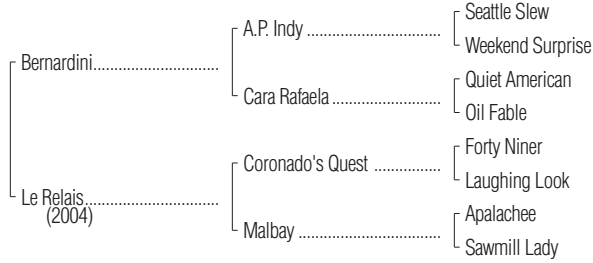 Seattle Slew
A.P. Indy ..............................
Weekend Surprise
Bernardini..............................
Quiet American
Cara Rafaela .........................
Oil Fable
Forty Niner
Coronado's Quest ................
Laughing Look
Le Relais................................
(2004)
Apalachee
Malbay .................................
Sawmill Lady